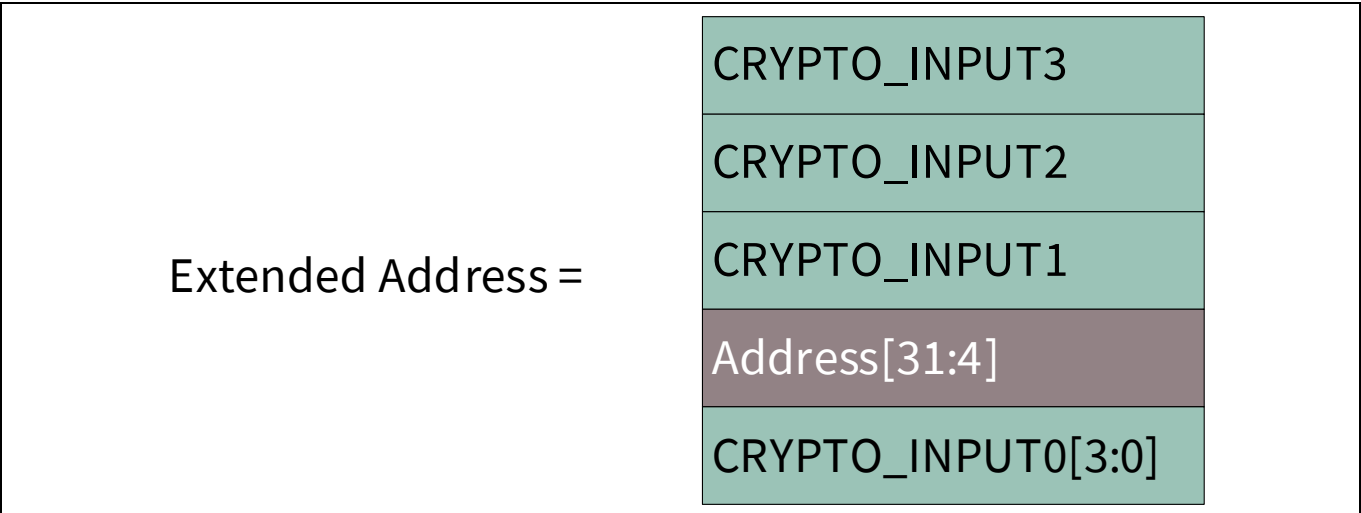 CRYPTO_INPUT3
CRYPTO_INPUT2
Extended Address =
CRYPTO_INPUT1
Address[31:4]
CRYPTO_INPUT0[3:0]